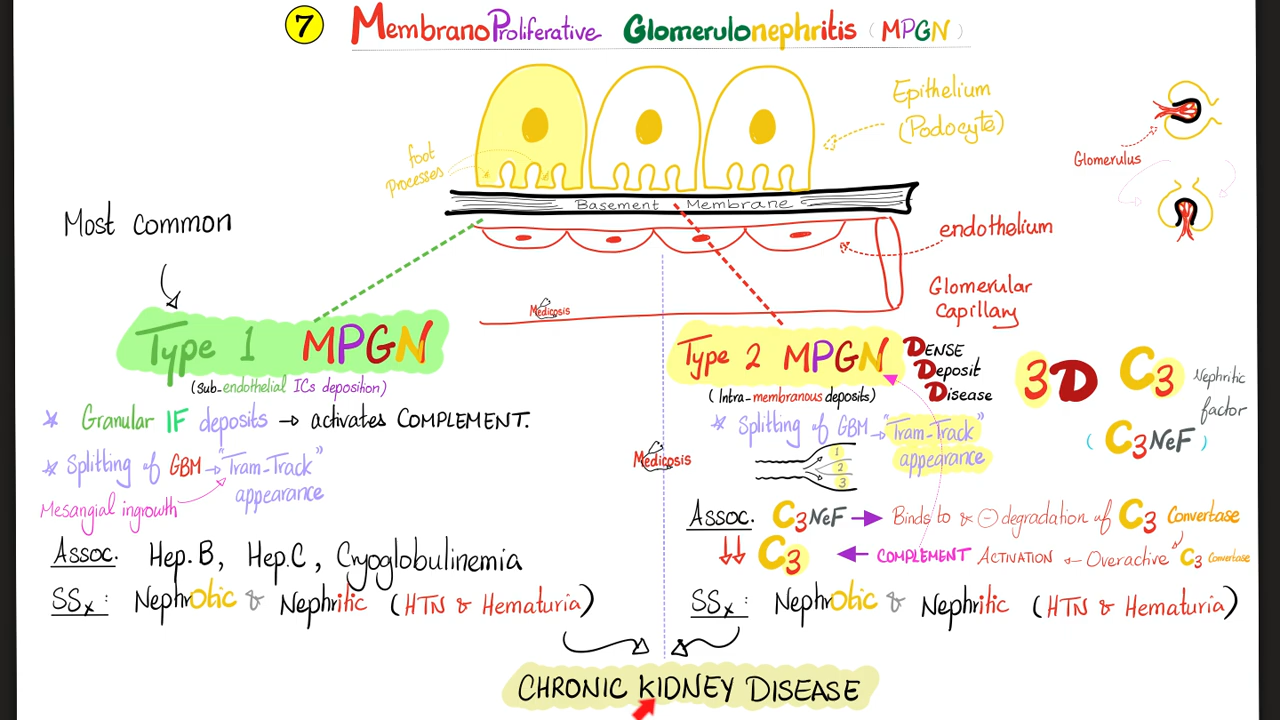 7 MembranoProliferative Glomerulonephritis (MPGN)
Epithelium
(Podocyte)
foot
processes
Glomerulus
Basement Membrane
endothelium
Glomerular
Capillary
Medicosis
Most common
Type 1 MPGN
(sub-endothelial ICs deposition)
* Granular IF deposits → activates COMPLEMENT.
* Splitting of GBM → "Tram-Track"
appearance
Mesangial ingrowth
Assoc. Hep.B, Hep.C, Cryoglobulinemia
SSx: Nephrotic & Nephritic (HTN & Hematuria)
Medicosis
Type 2 MPGN
DENSE
Deposit
Disease
(Intra-membranous deposits)
3D C3 Nephritic
factor
(C3NeF)
* Splitting of GBM → "Tram-Track"
appearance
1
2
3
Assoc. C3NeF → Binds to & ⊖ degradation of C3 Convertase
↓↓ C3 ← COMPLEMENT ACTIVATION ← Overactive C3 Convertase
SSx: Nephrotic & Nephritic (HTN & Hematuria)
CHRONIC KIDNEY DISEASE